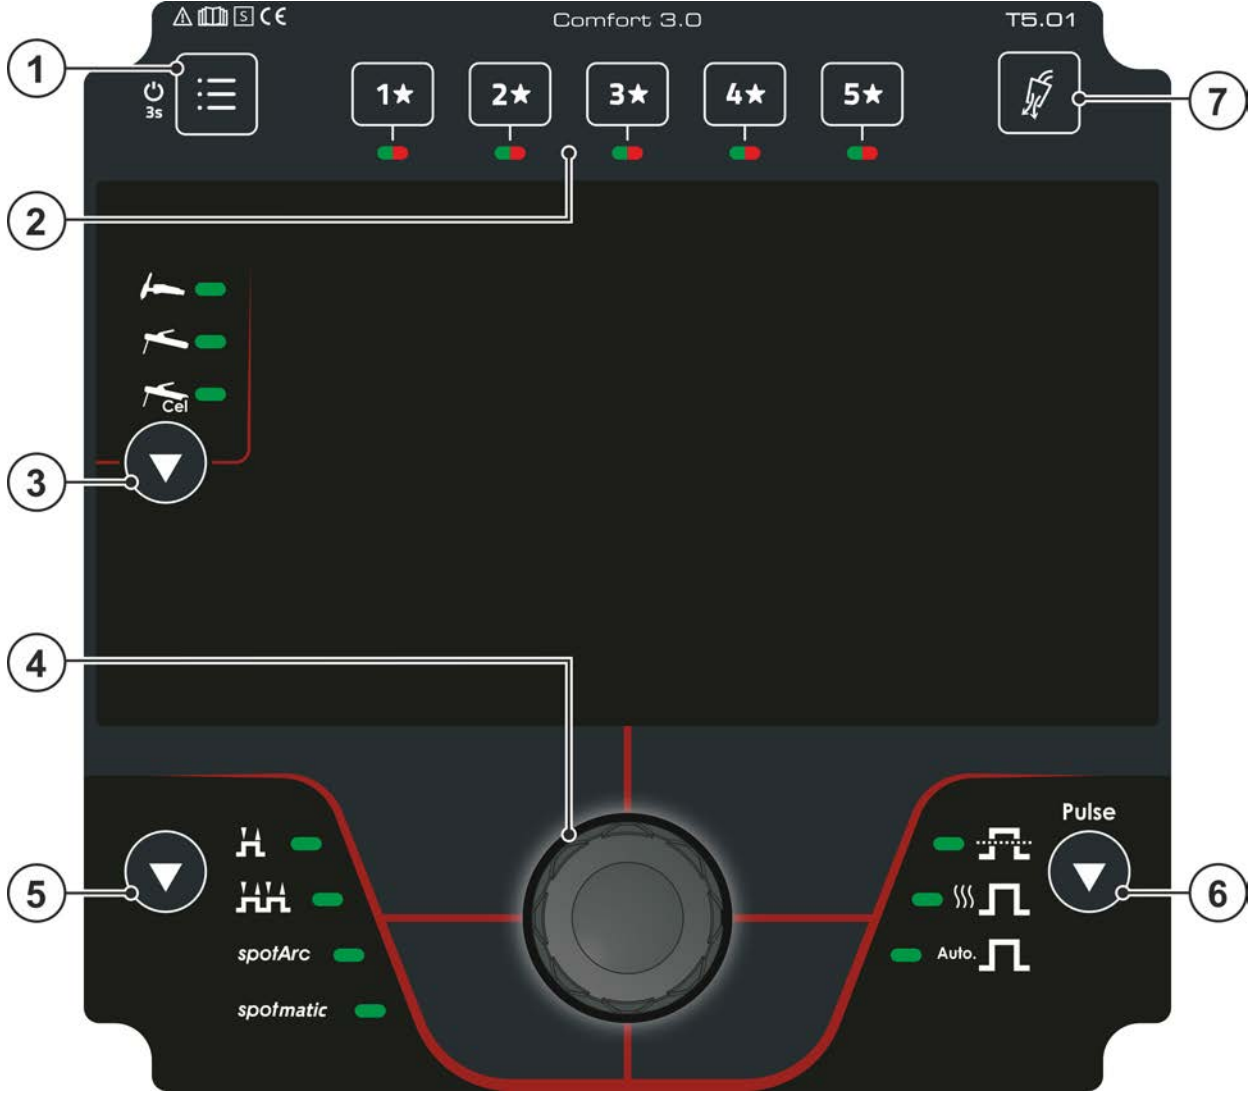 S CE
Comfort 3.0
T5.01
1
3s
1★
2★
3★
4★
5★
7
2
Cel
3
4
Pulse
5
6
spotArc
Auto.
spotmatic